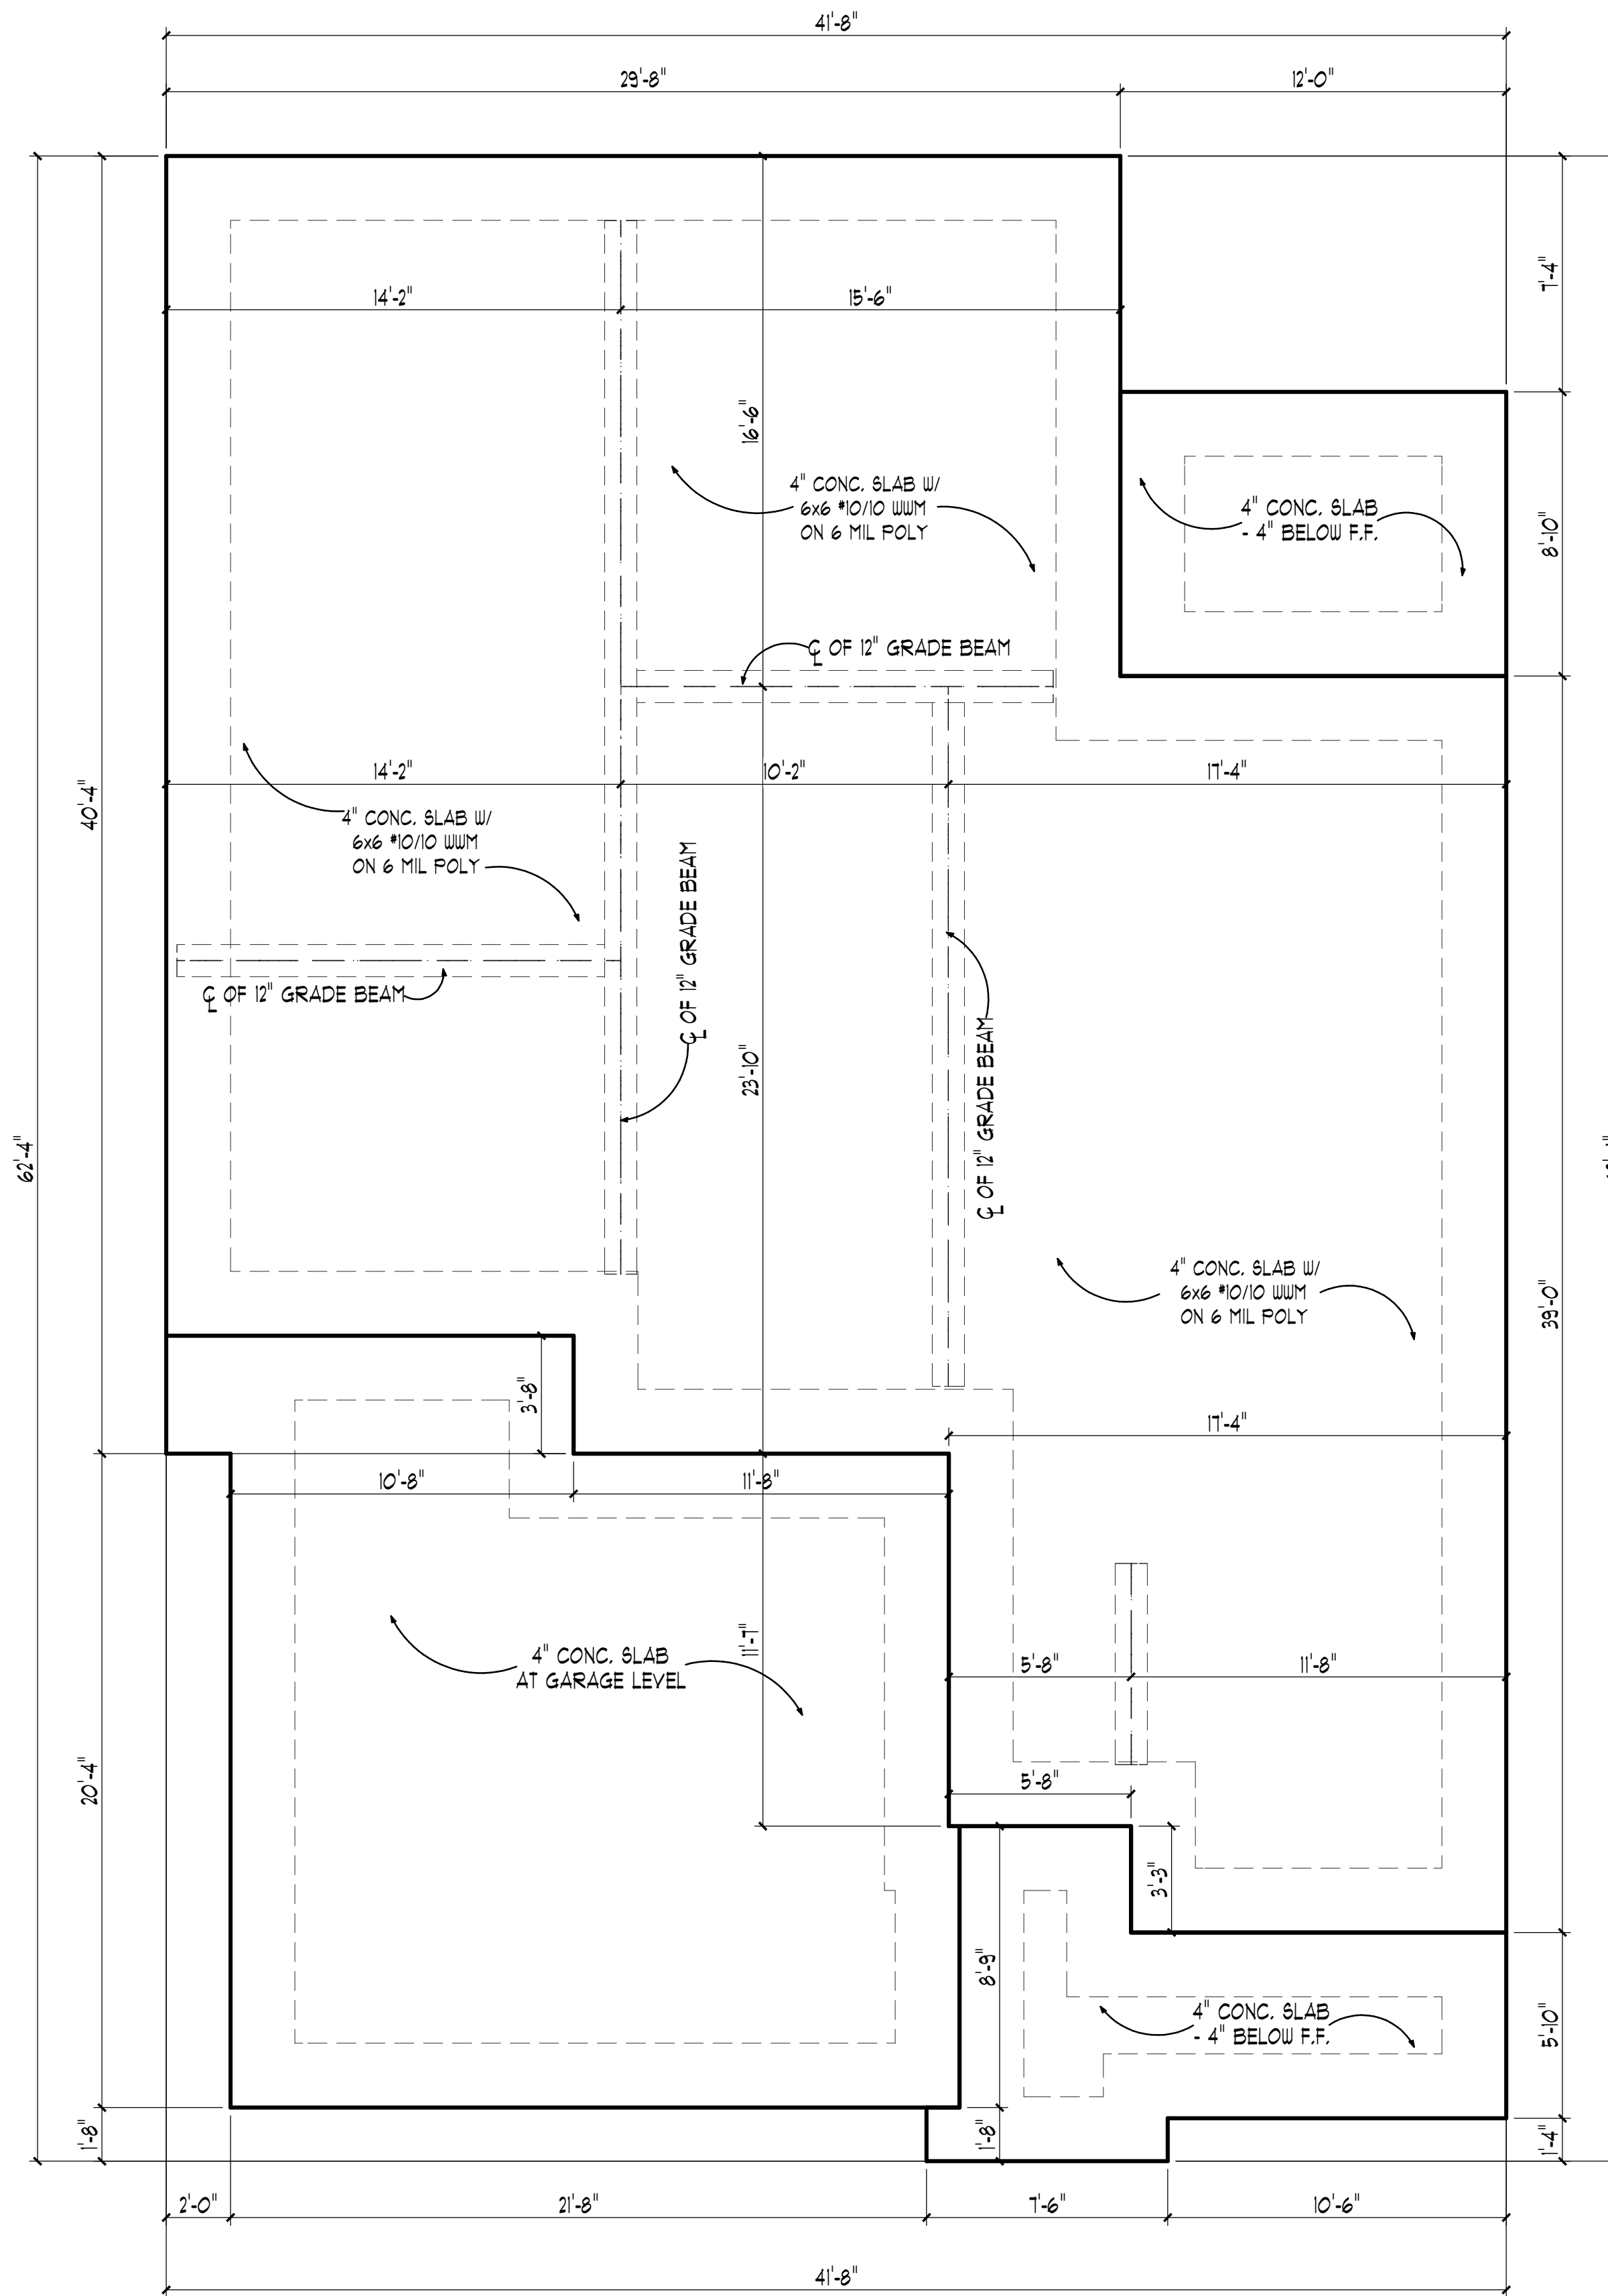 41'-8"
29'-8"
12'-0"
7'-4"
14'-2"
15'-6"
16'-6"
4" CONC. SLAB W/
6x6 #10/10 WWM
ON 6 MIL POLY
4" CONC. SLAB
- 4" BELOW F.F.
8'-10"
℄ OF 12" GRADE BEAM
14'-2"
10'-2"
17'-4"
40'-4"
4" CONC. SLAB W/
6x6 #10/10 WWM
ON 6 MIL POLY
℄ OF 12" GRADE BEAM
℄ OF 12" GRADE BEAM
23'-10"
℄ OF 12" GRADE BEAM
62'-4"
4" CONC. SLAB W/
6x6 #10/10 WWM
ON 6 MIL POLY
39'-0"
3'-8"
17'-4"
10'-8"
11'-8"
11'-7"
4" CONC. SLAB
AT GARAGE LEVEL
5'-8"
11'-8"
20'-4"
5'-8"
3'-3"
8'-9"
4" CONC. SLAB
- 4" BELOW F.F.
5'-10"
1'-8"
1'-8"
1'-4"
2'-0"
21'-8"
7'-6"
10'-6"
41'-8"